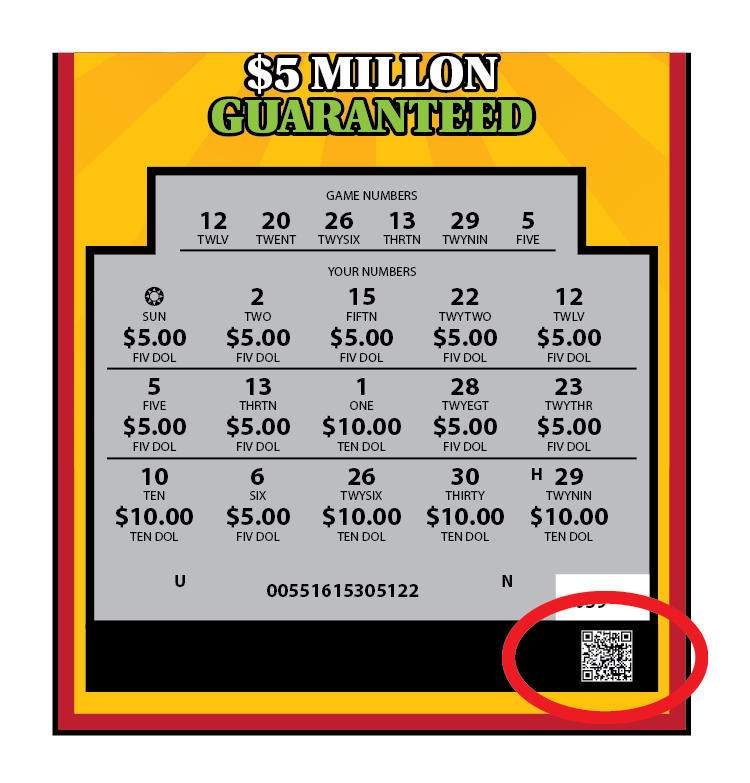 $5 MILLON
GUARANTEED
GAME NUMBERS
12 20 26 13 29 5
TWLV TWENT TWYSIX THRTN TWYNIN FIVE
YOUR NUMBERS
2 15 22 12
SUN TWO FIFTN TWYTWO TWLV
$5.00 $5.00 $5.00 $5.00 $5.00
FIV DOL FIV DOL FIV DOL FIV DOL FIV DOL
5 13 1 28 23
FIVE THRTN ONE TWYEGT TWYTHR
$5.00 $5.00 $10.00 $5.00 $5.00
FIV DOL FIV DOL TEN DOL FIV DOL FIV DOL
10 6 26 30 H 29
TEN SIX TWYSIX THIRTY TWYNIN
$10.00 $5.00 $10.00 $10.00 $10.00
TEN DOL FIV DOL TEN DOL TEN DOL TEN DOL
U 00551615305122 N